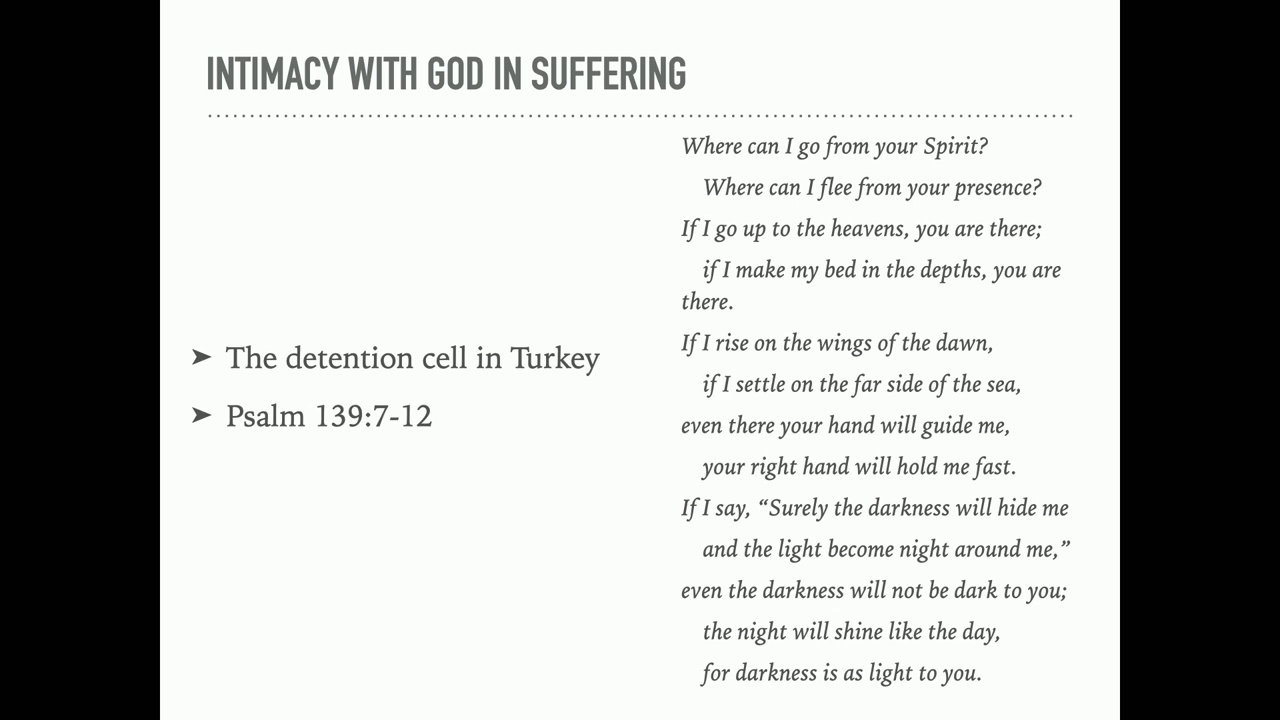 INTIMACY WITH GOD IN SUFFERING
➤ The detention cell in Turkey
➤ Psalm 139:7-12
Where can I go from your Spirit?
Where can I flee from your presence?
If I go up to the heavens, you are there;
if I make my bed in the depths, you are
there.
If I rise on the wings of the dawn,
if I settle on the far side of the sea,
even there your hand will guide me,
your right hand will hold me fast.
If I say, “Surely the darkness will hide me
and the light become night around me,”
even the darkness will not be dark to you;
the night will shine like the day,
for darkness is as light to you.